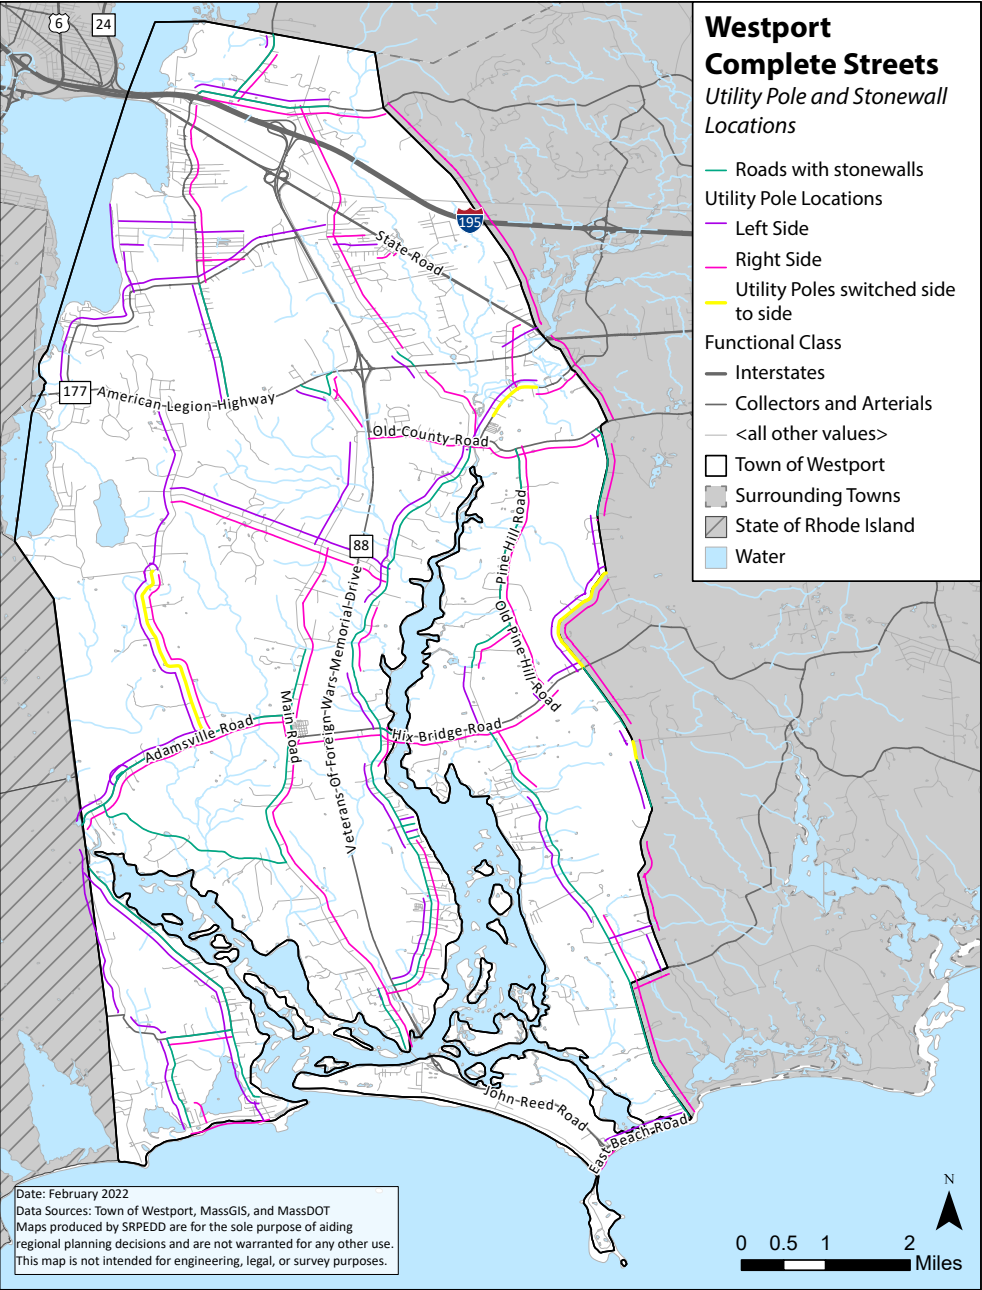 6
24
Westport
Complete Streets
Utility Pole and Stonewall
Locations
Roads with stonewalls
Utility Pole Locations
Left Side
Right Side
Utility Poles switched side
to side
Functional Class
Interstates
Collectors and Arterials
<all other values>
Town of Westport
Surrounding Towns
State of Rhode Island
Water
195
State-Road
177
American-Legion-Highway
Old-County-Road
88
Pine-Hill-Road
Old-Pine-Hill-Road
Veterans-Of-Foreign-Wars-Memorial-Drive
Main-Road
Adamsville-Road
Hix-Bridge-Road
John-Reed-Road
East-Beach-Road
Date: February 2022
Data Sources: Town of Westport, MassGIS, and MassDOT
Maps produced by SRPEDD are for the sole purpose of aiding
regional planning decisions and are not warranted for any other use.
This map is not intended for engineering, legal, or survey purposes.
N
0 0.5 1 2
Miles